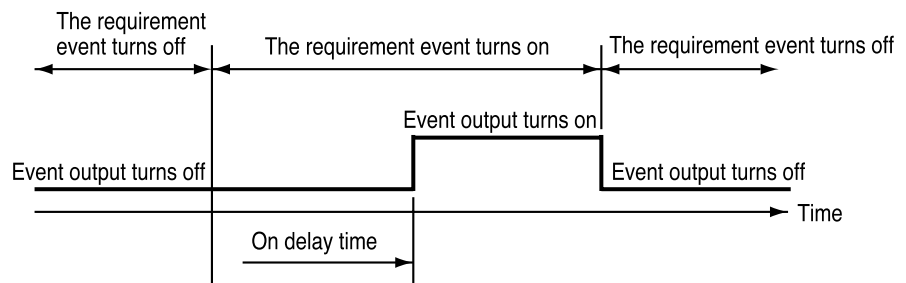 The requirement
event turns off
The requirement event turns on
The requirement event turns off
Event output turns on
Event output turns off
Event output turns off
Time
On delay time